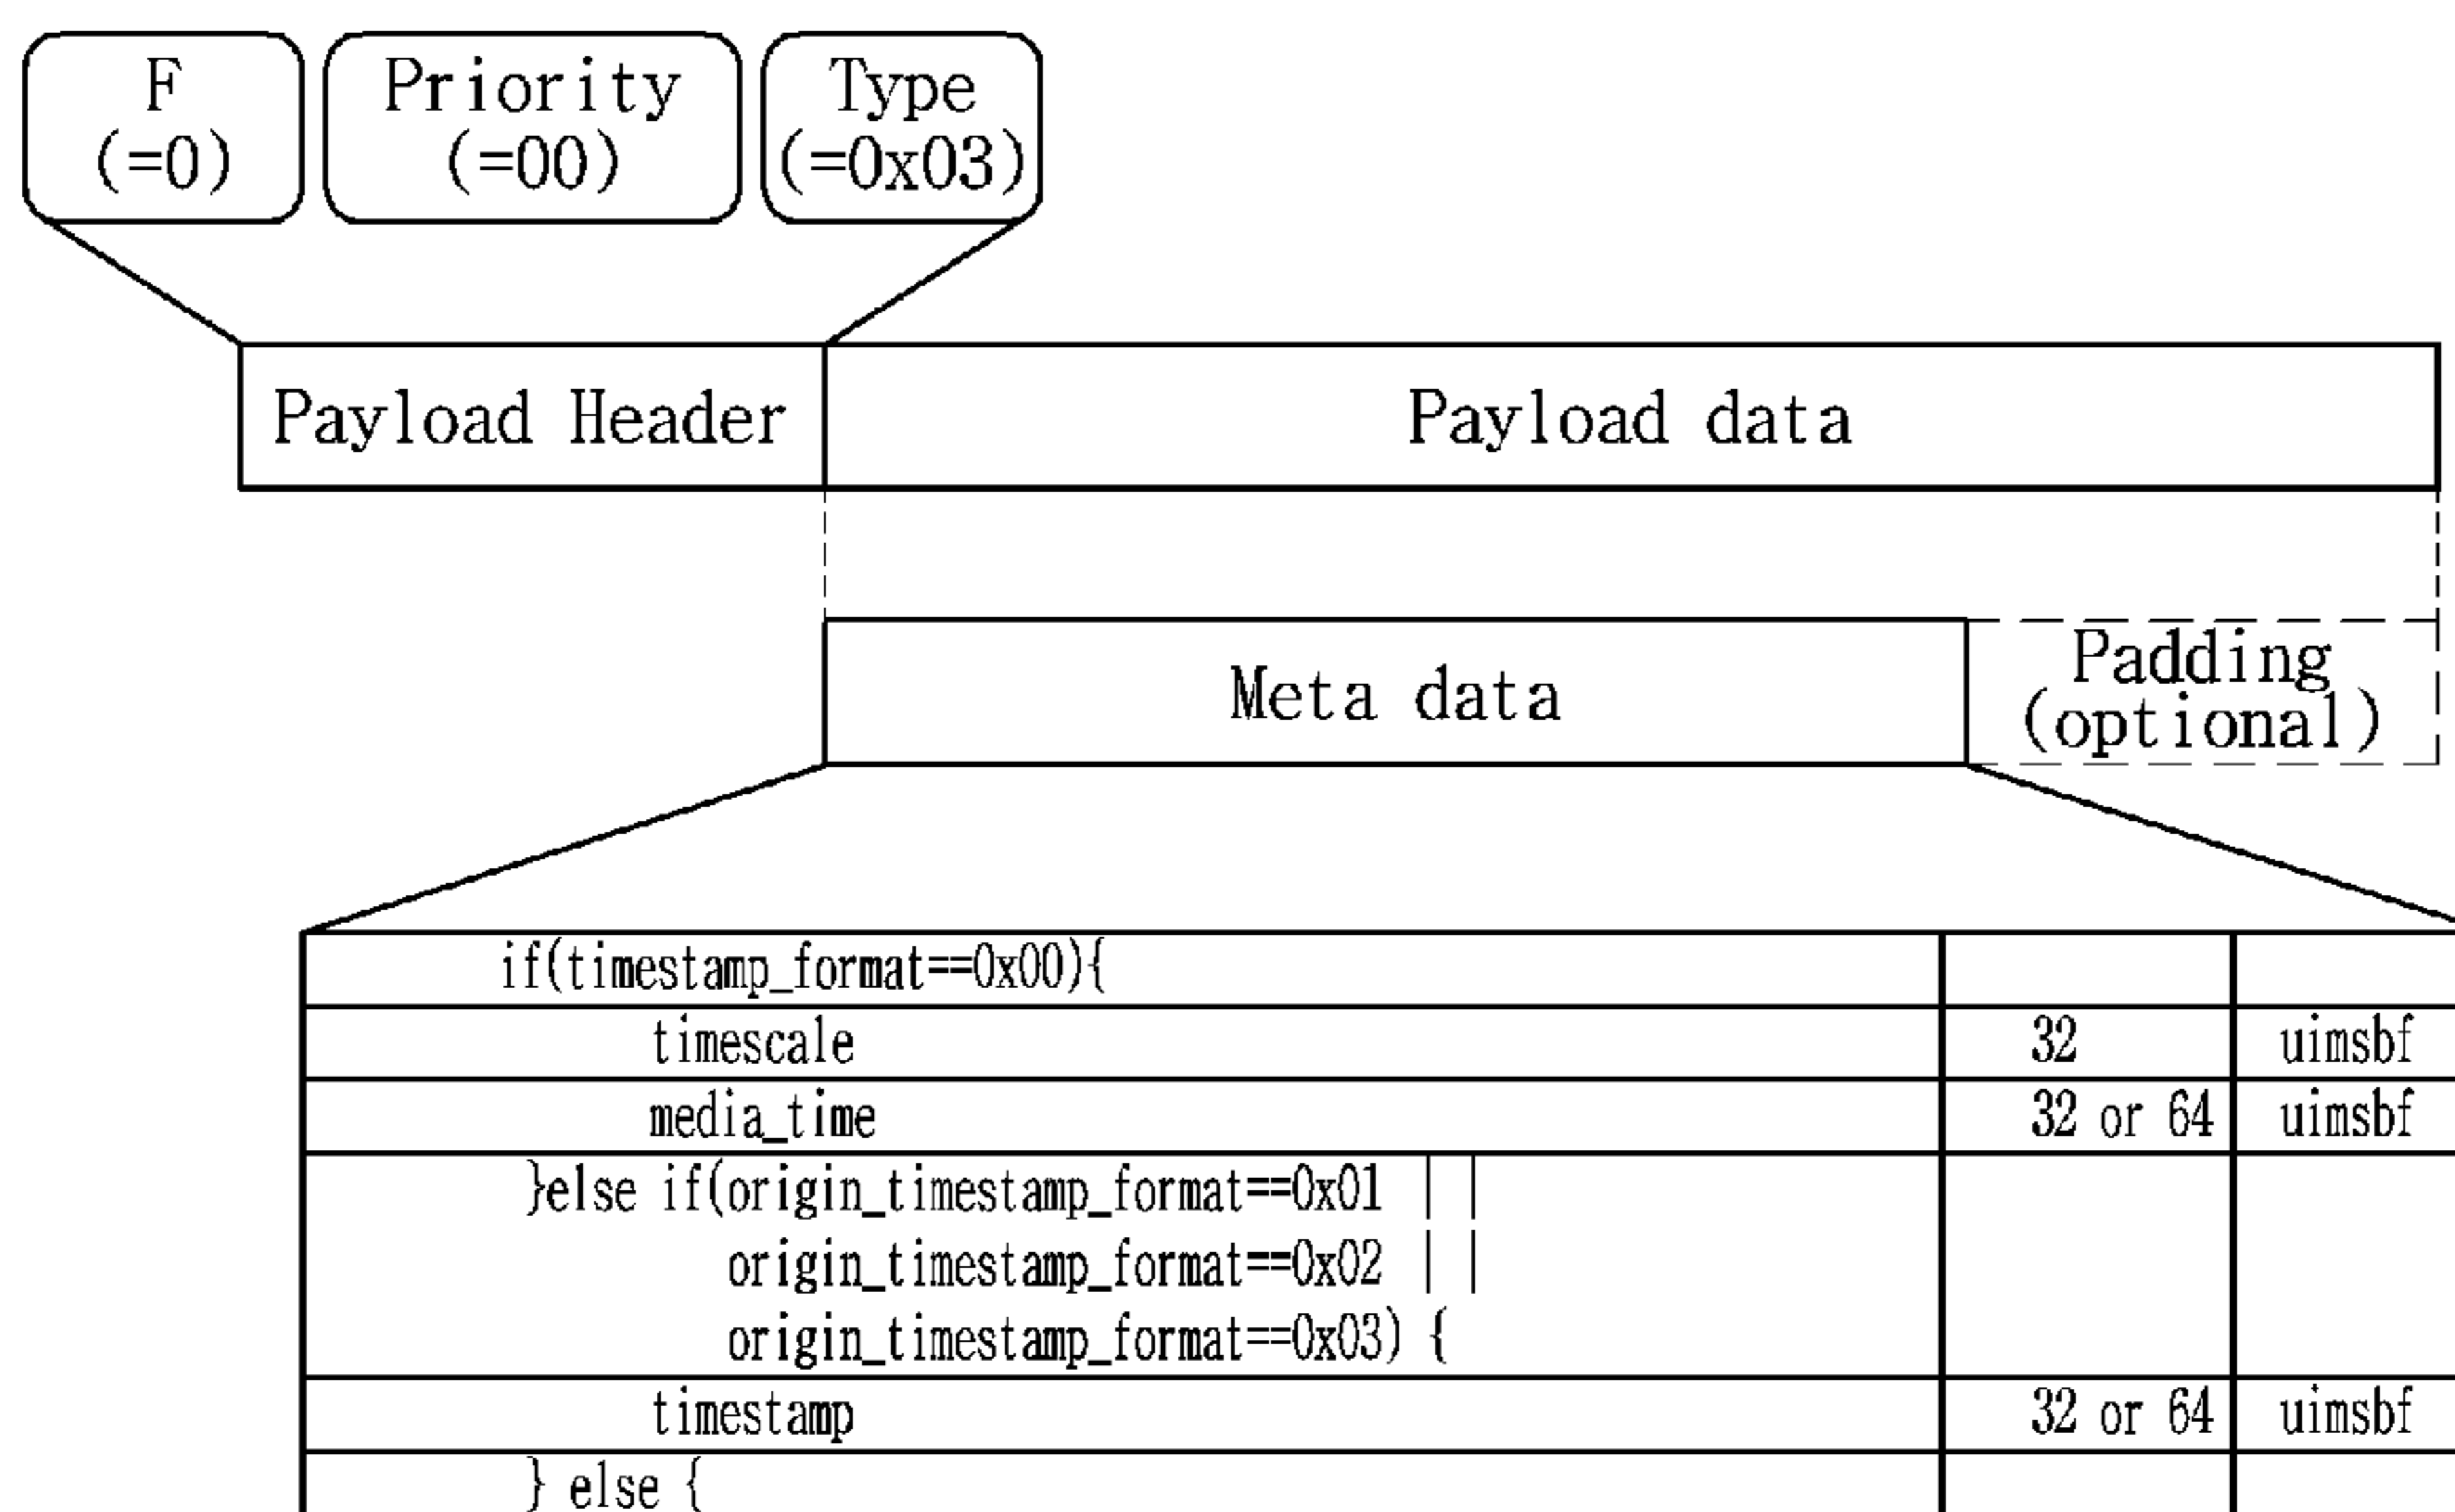 F
(=0)
Priority
(=00)
Type
(=0x03)
Payload Header
Payload data
Meta data
Padding
(optional)
if(timestamp_format==0x00){
timescale 32 uimsbf
media_time 32 or 64 uimsbf
}else if(origin_timestamp_format==0x01 ||
origin_timestamp_format==0x02 ||
origin_timestamp_format==0x03) {
timestamp 32 or 64 uimsbf
} else {